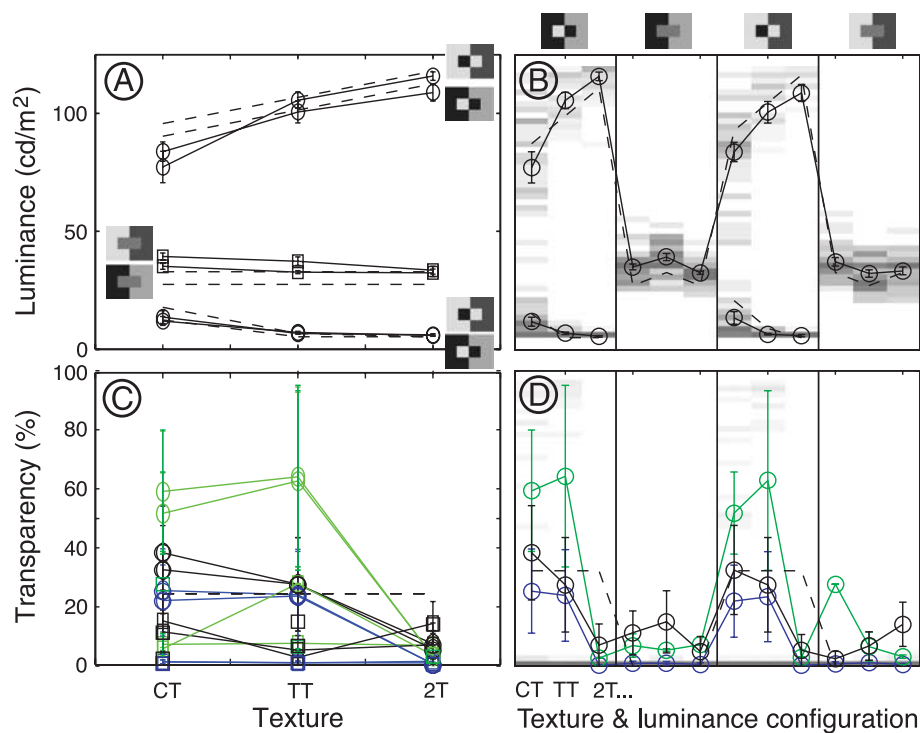 A
B
Luminance (cd/m²)
100
50
0
C
D
Transparency (%)
100
80
60
40
20
0
CT TT 2T
Texture
CT TT 2T...
Texture & luminance configuration